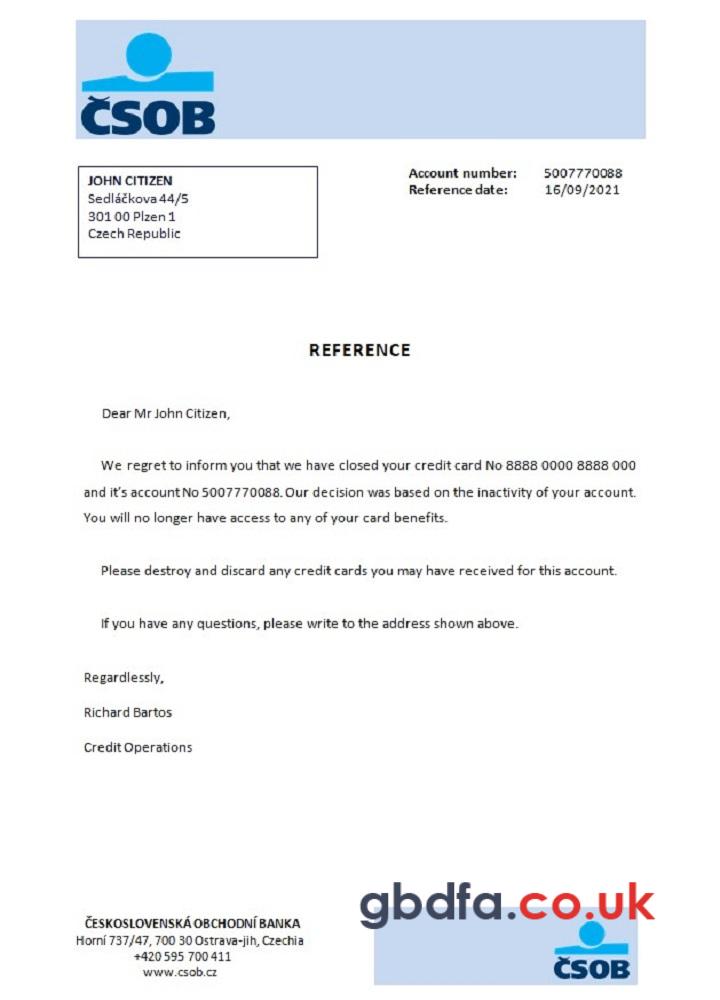 ČSOB
JOHN CITIZEN
Sedláčkova 44/5
301 00 Plzen 1
Czech Republic
Account number: 5007770088
Reference date: 16/09/2021
REFERENCE
Dear Mr John Citizen,
We regret to inform you that we have closed your credit card No 8888 0000 8888 000
and it's account No 5007770088. Our decision was based on the inactivity of your account.
You will no longer have access to any of your card benefits.
Please destroy and discard any credit cards you may have received for this account.
If you have any questions, please write to the address shown above.
Regardlessly,
Richard Bartos
Credit Operations
ČESKOSLOVENSKÁ OBCHODNÍ BANKA
Horní 737/47, 700 30 Ostrava-jih, Czechia
+420 595 700 411
www.csob.cz
gbdfa.co.uk
ČSOB